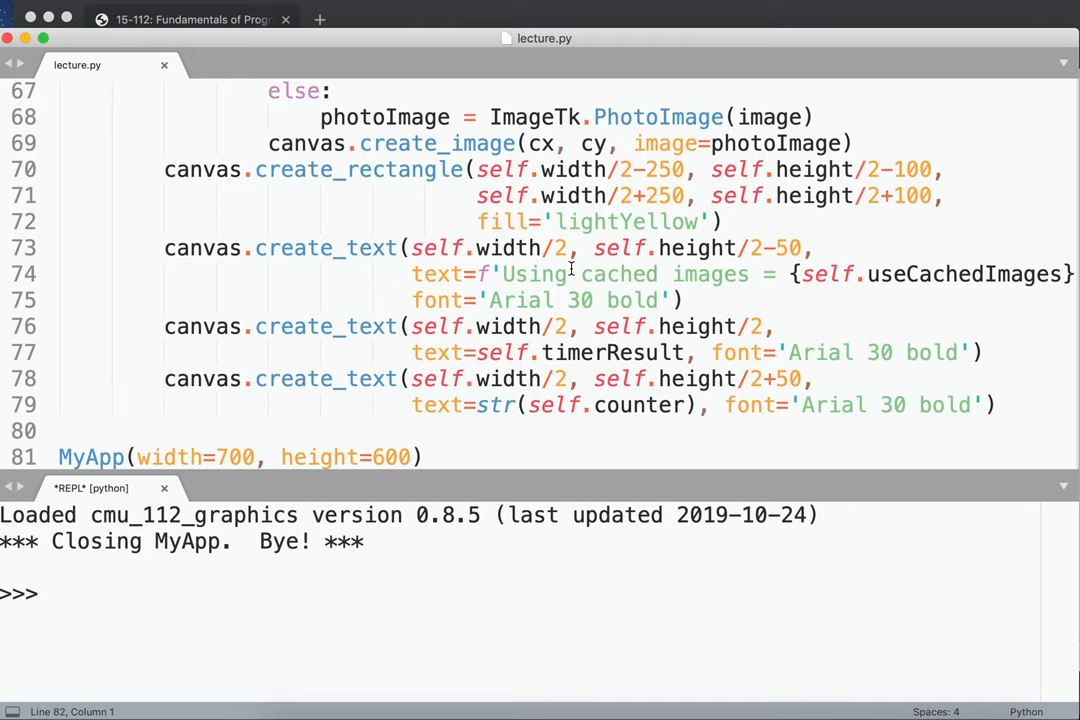 15-112: Fundamentals of Prog
lecture.py
lecture.py
67 else:
68 photoImage = ImageTk.PhotoImage(image)
69 canvas.create_image(cx, cy, image=photoImage)
70 canvas.create_rectangle(self.width/2-250, self.height/2-100,
71 self.width/2+250, self.height/2+100,
72 fill='lightYellow')
73 canvas.create_text(self.width/2, self.height/2-50,
74 text=f'Using cached images = {self.useCachedImages}
75 font='Arial 30 bold')
76 canvas.create_text(self.width/2, self.height/2,
77 text=self.timerResult, font='Arial 30 bold')
78 canvas.create_text(self.width/2, self.height/2+50,
79 text=str(self.counter), font='Arial 30 bold')
80
81 MyApp(width=700, height=600)
*REPL* [python]
Loaded cmu_112_graphics version 0.8.5 (last updated 2019-10-24)
*** Closing MyApp.  Bye! ***
>>>
Line 82, Column 1 Spaces: 4 Python